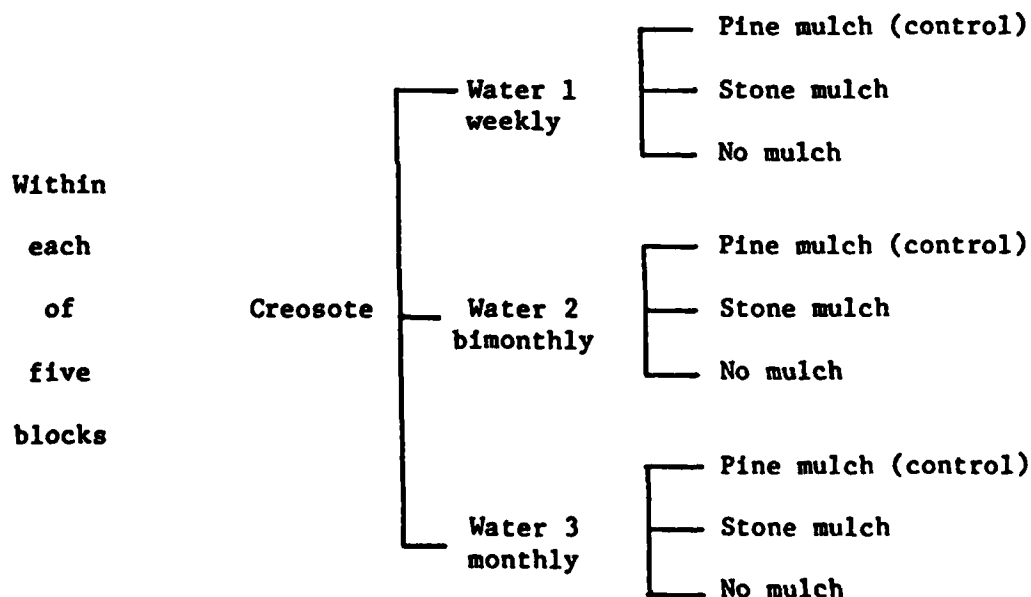 Within
each
of
five
blocks
Creosote
Water 1
weekly
Pine mulch (control)
Stone mulch
No mulch
Water 2
bimonthly
Pine mulch (control)
Stone mulch
No mulch
Water 3
monthly
Pine mulch (control)
Stone mulch
No mulch